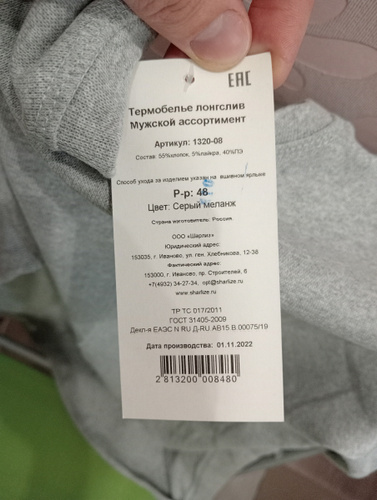 EAC
Термобелье лонгслив
Мужской ассортимент
Артикул: 1320-08
Состав: 55%хлопок, 5%лайкра, 40%ПЭ
Способ ухода за изделием указан на вшивном ярлыке
Р-р: 48
Цвет: Серый меланж
Страна изготовитель: Россия.
ООО «Шарлиз»
Юридический адрес:
153035, г. Иваново, ул. ген. Хлебникова, 12-38
Фактический адрес:
153000, г. Иваново, пр. Строителей, 6
+7(4932) 34-27-34, opt@sharlize.ru
www.sharlize.ru
ТР ТС 017/2011
ГОСТ 31405-2009
Декл-я ЕАЭС N RU Д-RU.АВ15.В.00075/19
Дата производства: 01.11.2022
2 813200 008480